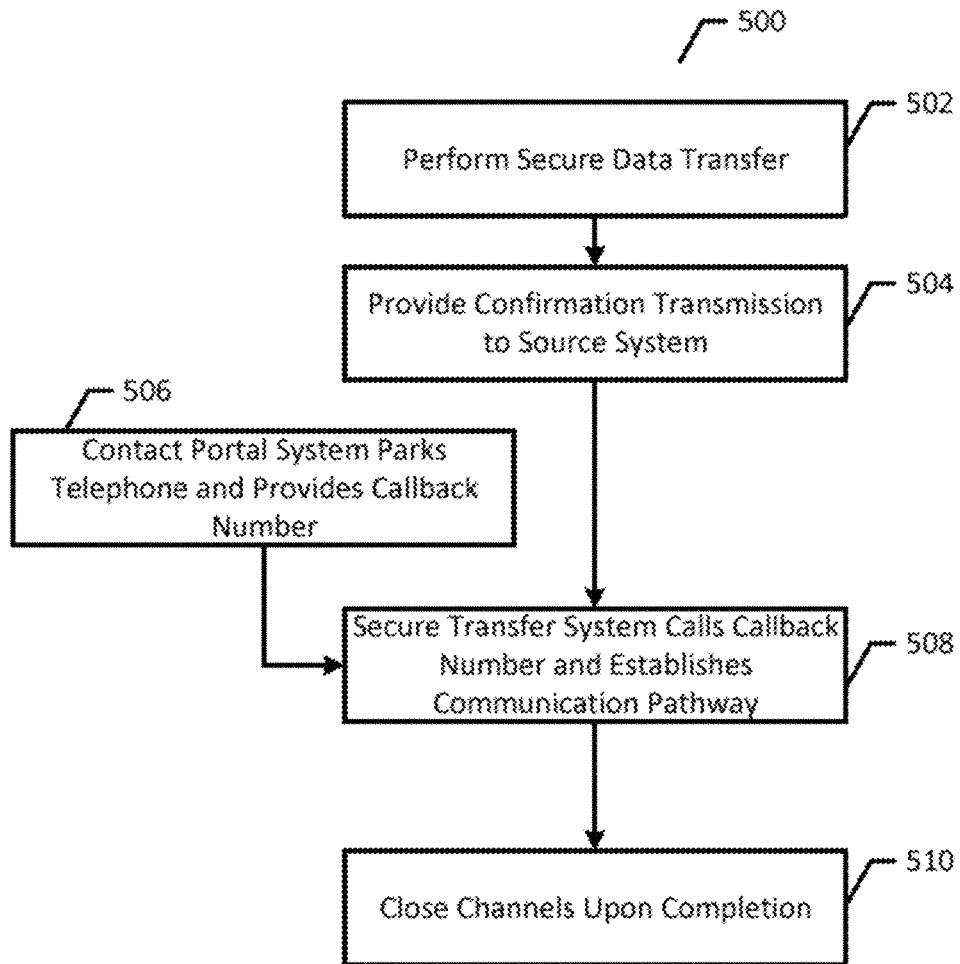 500
502
Perform Secure Data Transfer
504
Provide Confirmation Transmission
to Source System
506
Contact Portal System Parks
Telephone and Provides Callback
Number
Secure Transfer System Calls Callback
Number and Establishes
Communication Pathway
508
510
Close Channels Upon Completion